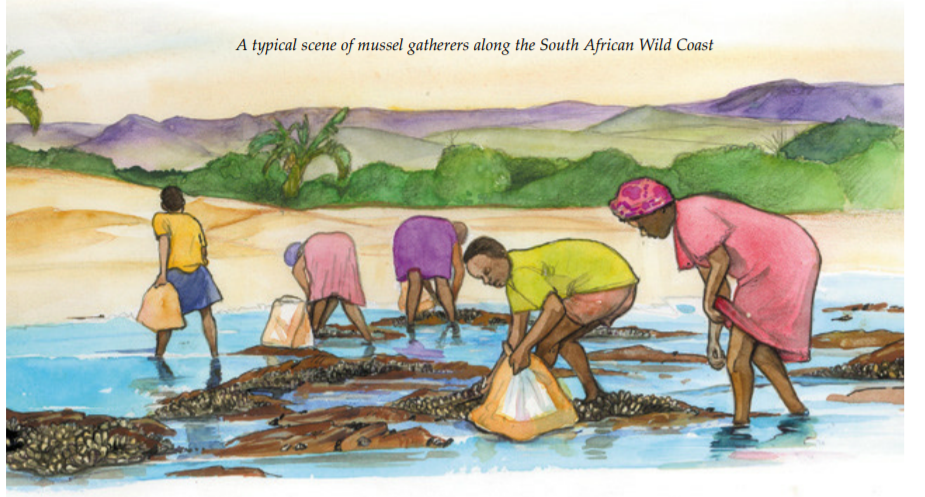 A typical scene of mussel gatherers along the South African Wild Coast